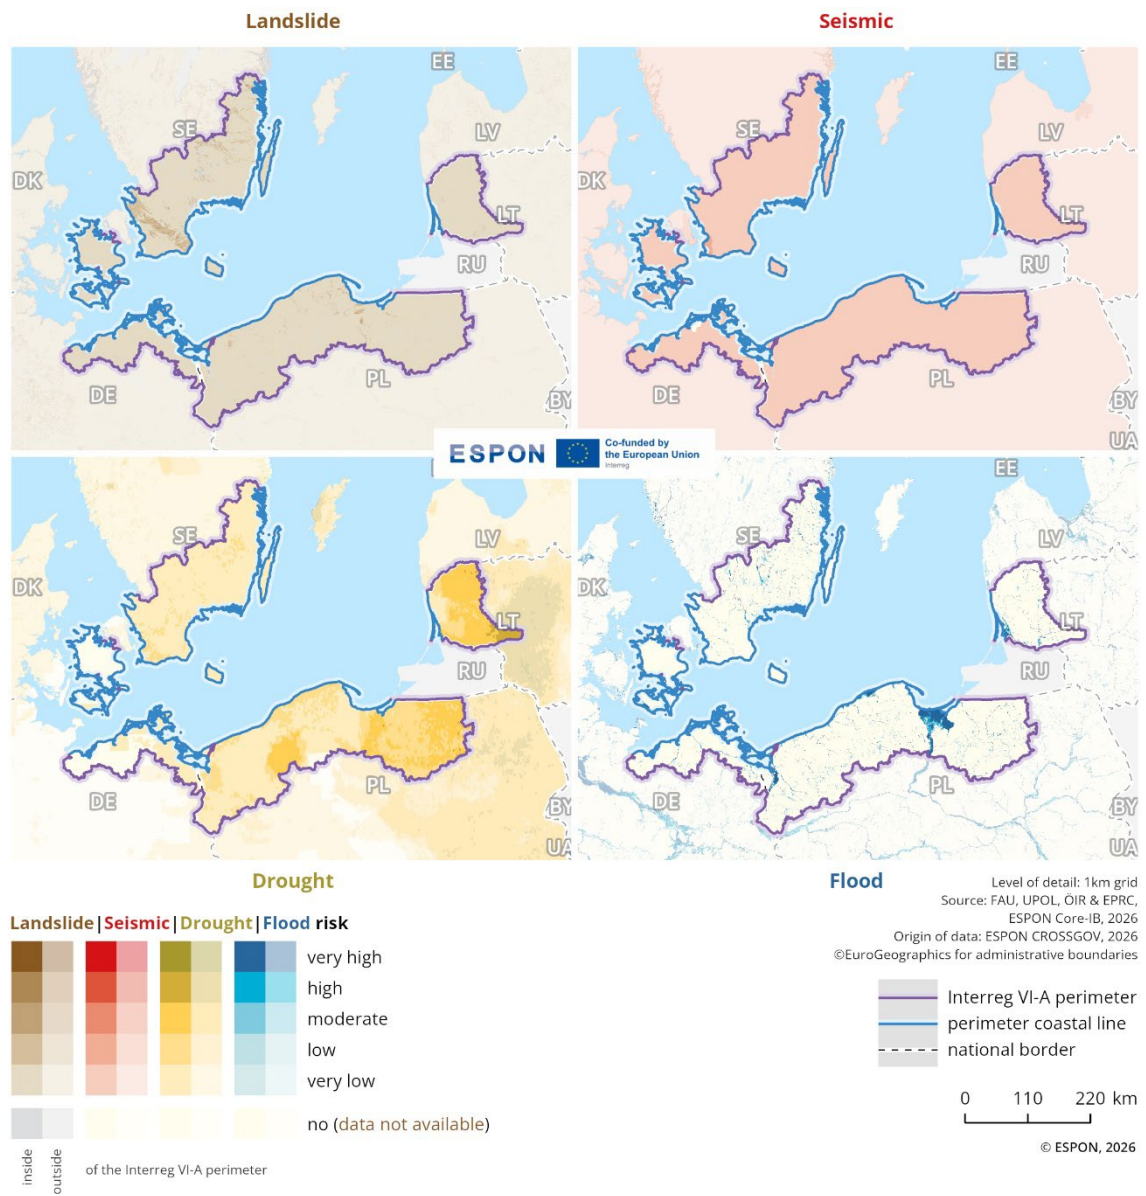 Landslide
Seismic
EE
SE
LV
DK
LT
RU
DE
PL
BY
EE
SE
LV
DK
LT
RU
DE
PL
UA
ESPON
Co-funded by
the European Union
Interreg
SE
LV
DK
LT
RU
DE
PL
BY
UA
EE
SE
LV
DK
LT
RU
DE
PL
BY
UA
Drought
Flood
Level of detail: 1km grid
Source: FAU, UPOL, ÖIR & EPRC,
ESPON Core-IB, 2026
Origin of data: ESPON CROSSGOV, 2026
©EuroGeographics for administrative boundaries
Landslide|Seismic|Drought|Flood risk
very high
high
moderate
low
very low
no (data not available)
inside
outside
of the Interreg VI-A perimeter
Interreg VI-A perimeter
perimeter coastal line
national border
0 110 220 km
© ESPON, 2026